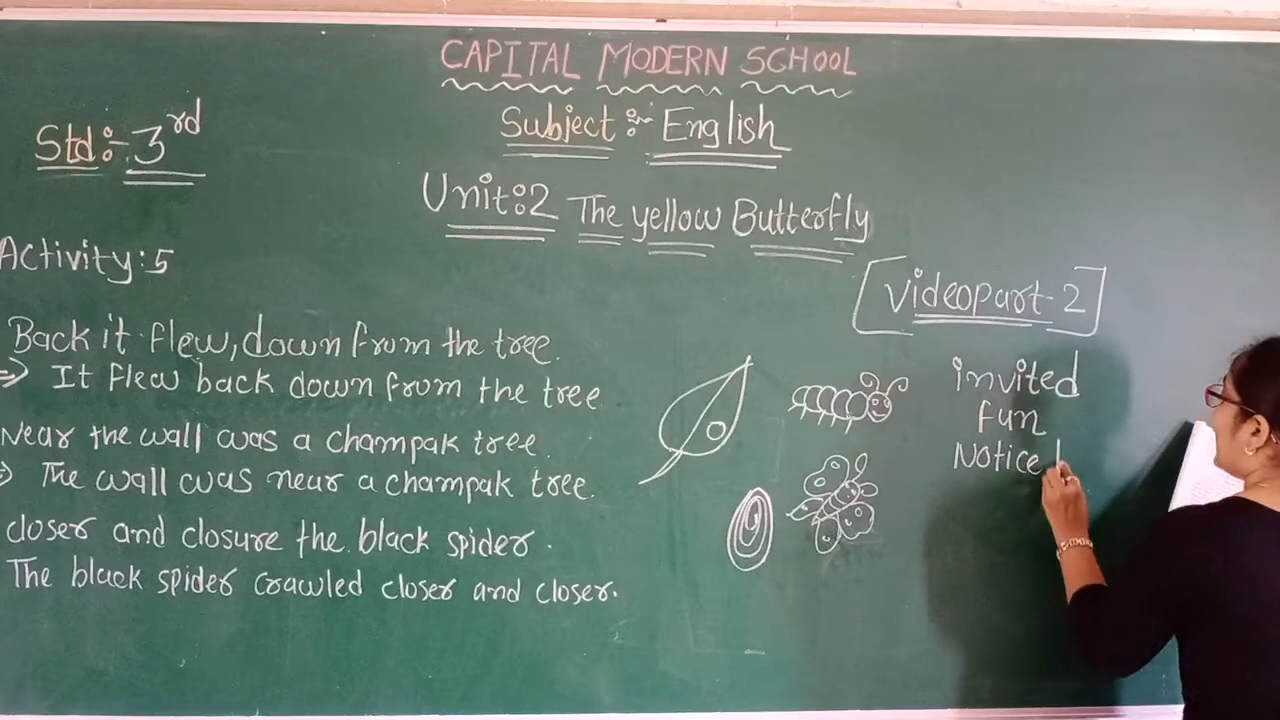 CAPITAL MODERN SCHOOL
Subject:- English
Std:- 3rd
Unit:2 The yellow Butterfly
Activity:5
[Videopart-2]
Back it flew, down from the tree.
⇒ It flew back down from the tree
Near the wall was a champak tree.
⇒ The wall was near a champak tree.
closer and closure the black spider.
The black spider crawled closer and closer.
invited
fun
Notice